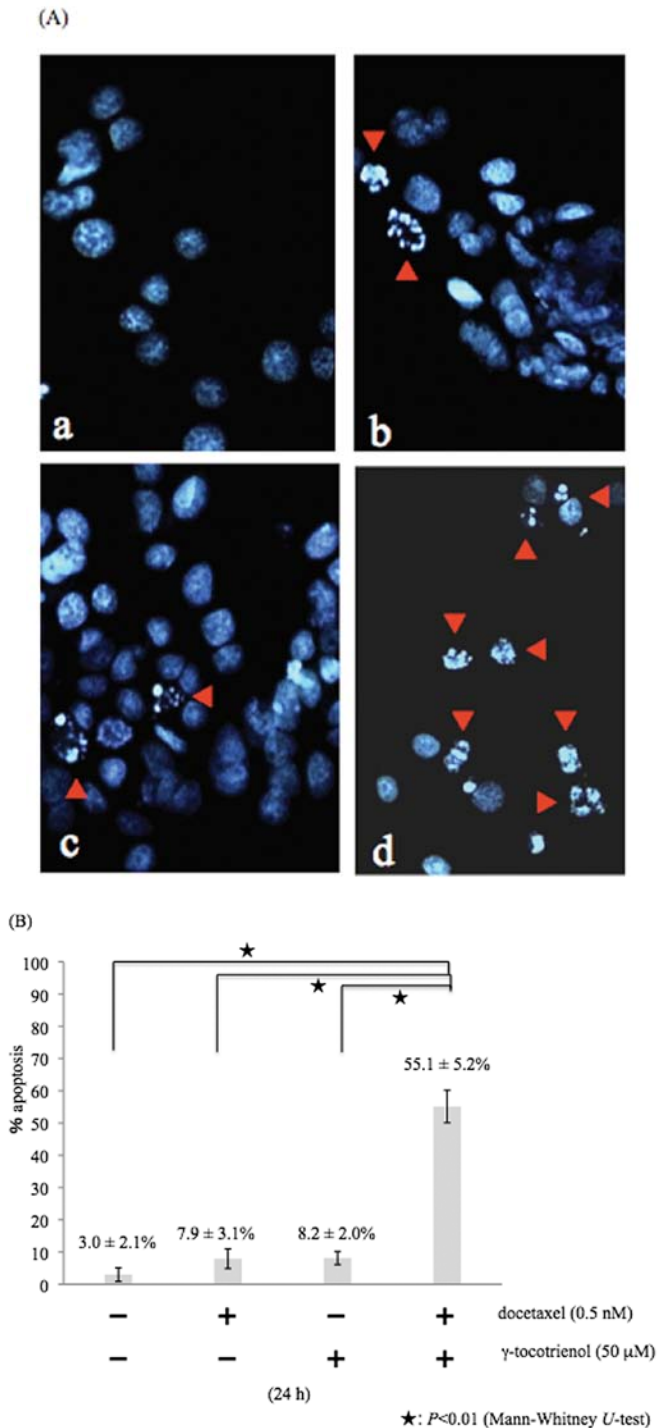 (A)
a
b
c
d
(B)
★
★
★
100
90
80
70
60
50
40
30
20
10
0
% apoptosis
3.0 ± 2.1%
7.9 ± 3.1%
8.2 ± 2.0%
55.1 ± 5.2%
− + − + docetaxel (0.5 nM)
− − + + γ-tocotrienol (50 μM)
(24 h)
★: P<0.01 (Mann-Whitney U-test)